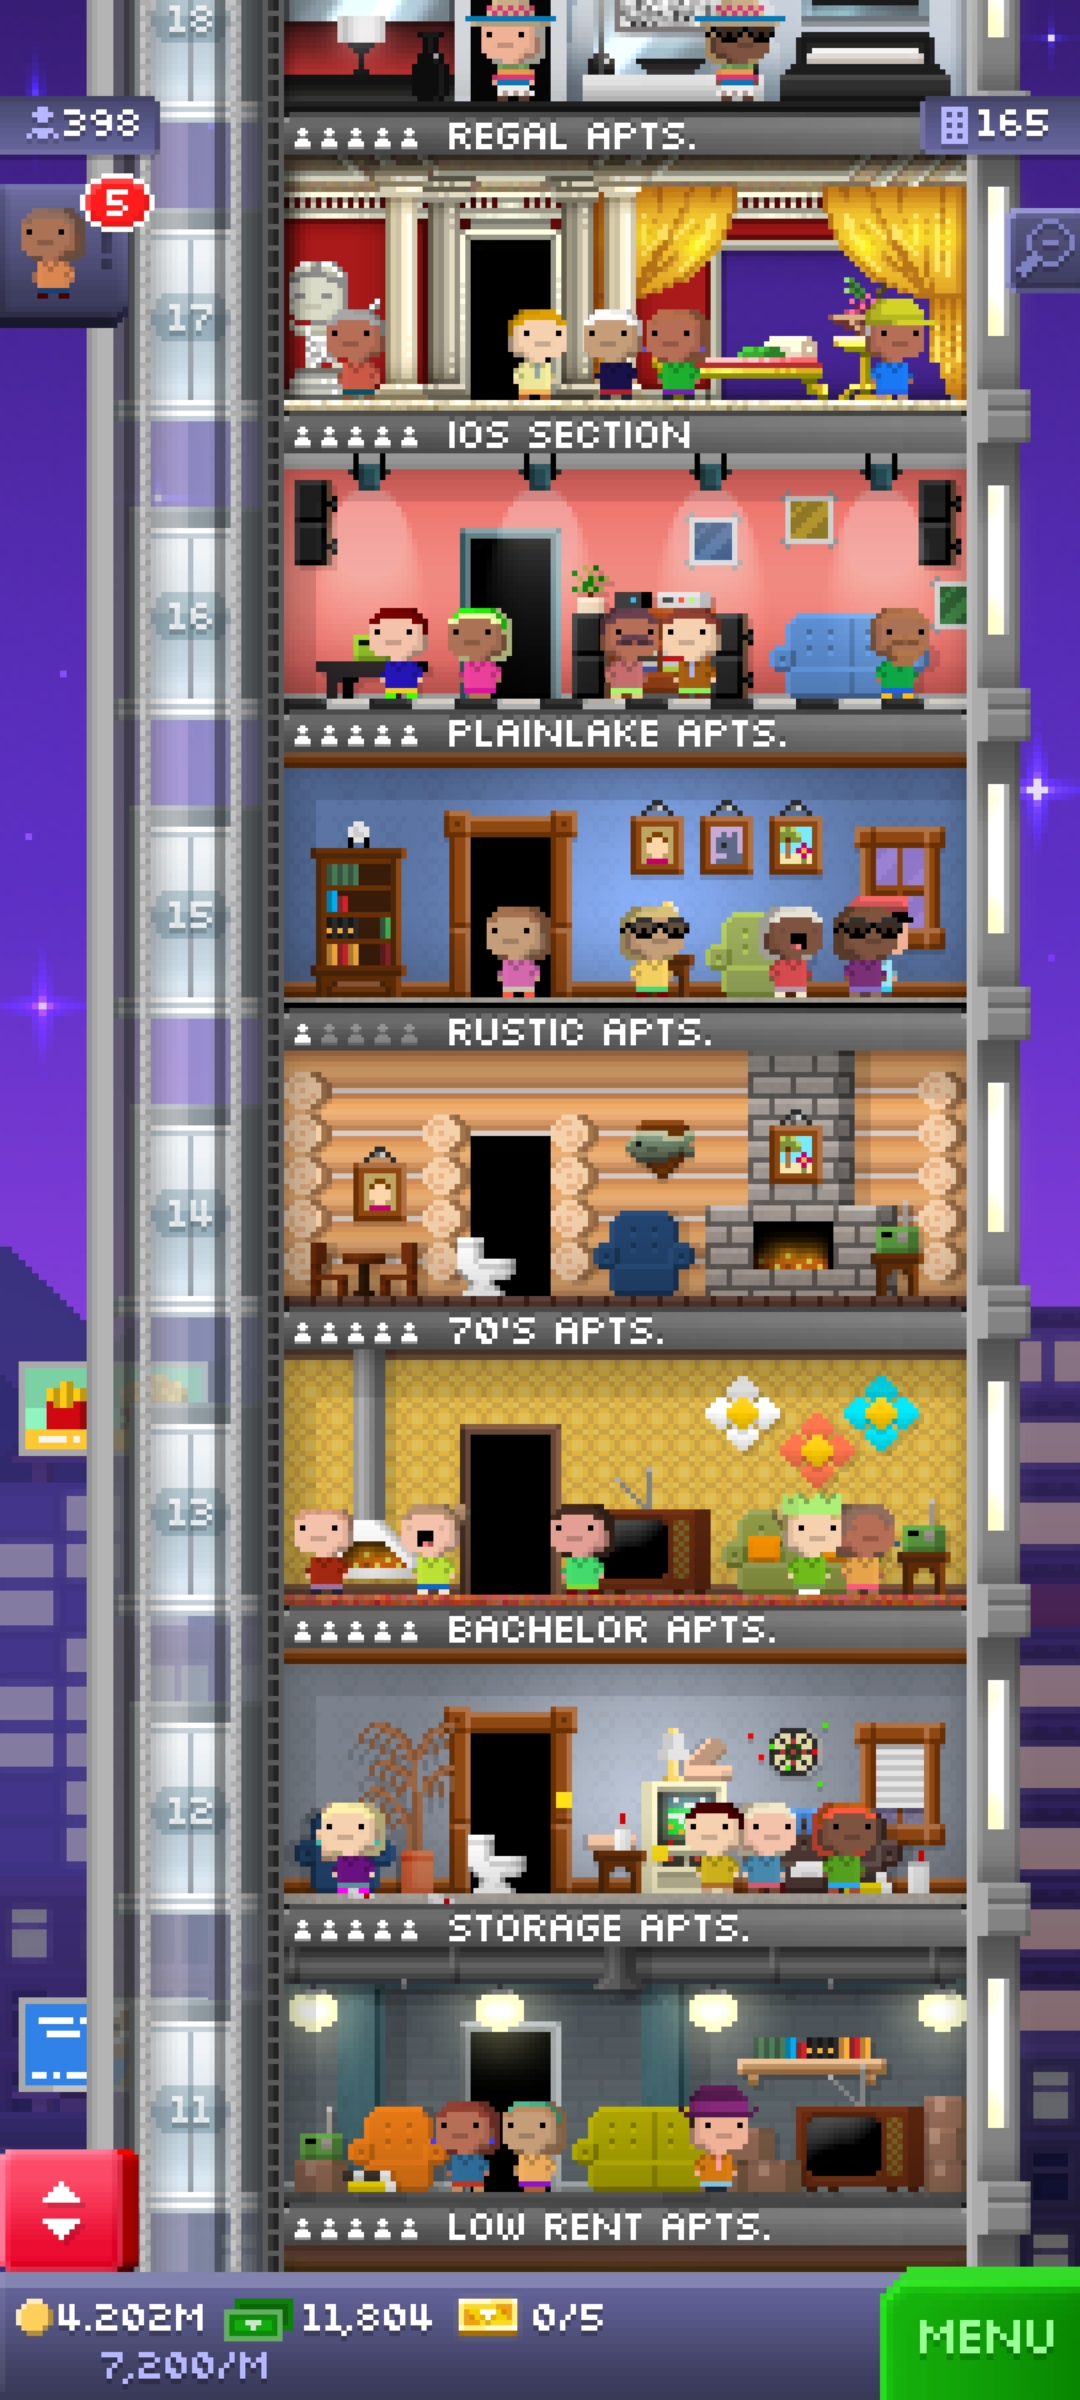 18
398
165
REGAL APTS.
5
17
IOS SECTION
16
PLAINLAKE APTS.
15
RUSTIC APTS.
14
70'S APTS.
13
BACHELOR APTS.
12
STORAGE APTS.
11
LOW RENT APTS.
4.202M 11,804 0/5
7,200/M
MENU